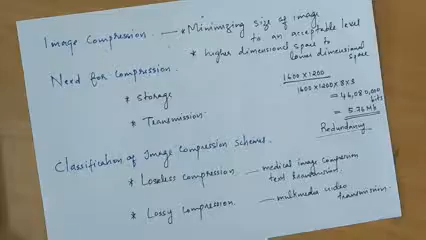 Image Compression. — * Minimizing size of image
to an acceptable level
* higher dimensional space to
lower dimensional
space
Need for compression.
* Storage
* Transmission.
1600 x 1200
1600 x 1200 x 8 x 3
= 46,080,000
bits
= 5.76 Mb
Redundancy
Classification of Image Compression Schemes.
* Lossless Compression — medical image compression
text transmission.
* Lossy Compression. — multimedia video
transmission.